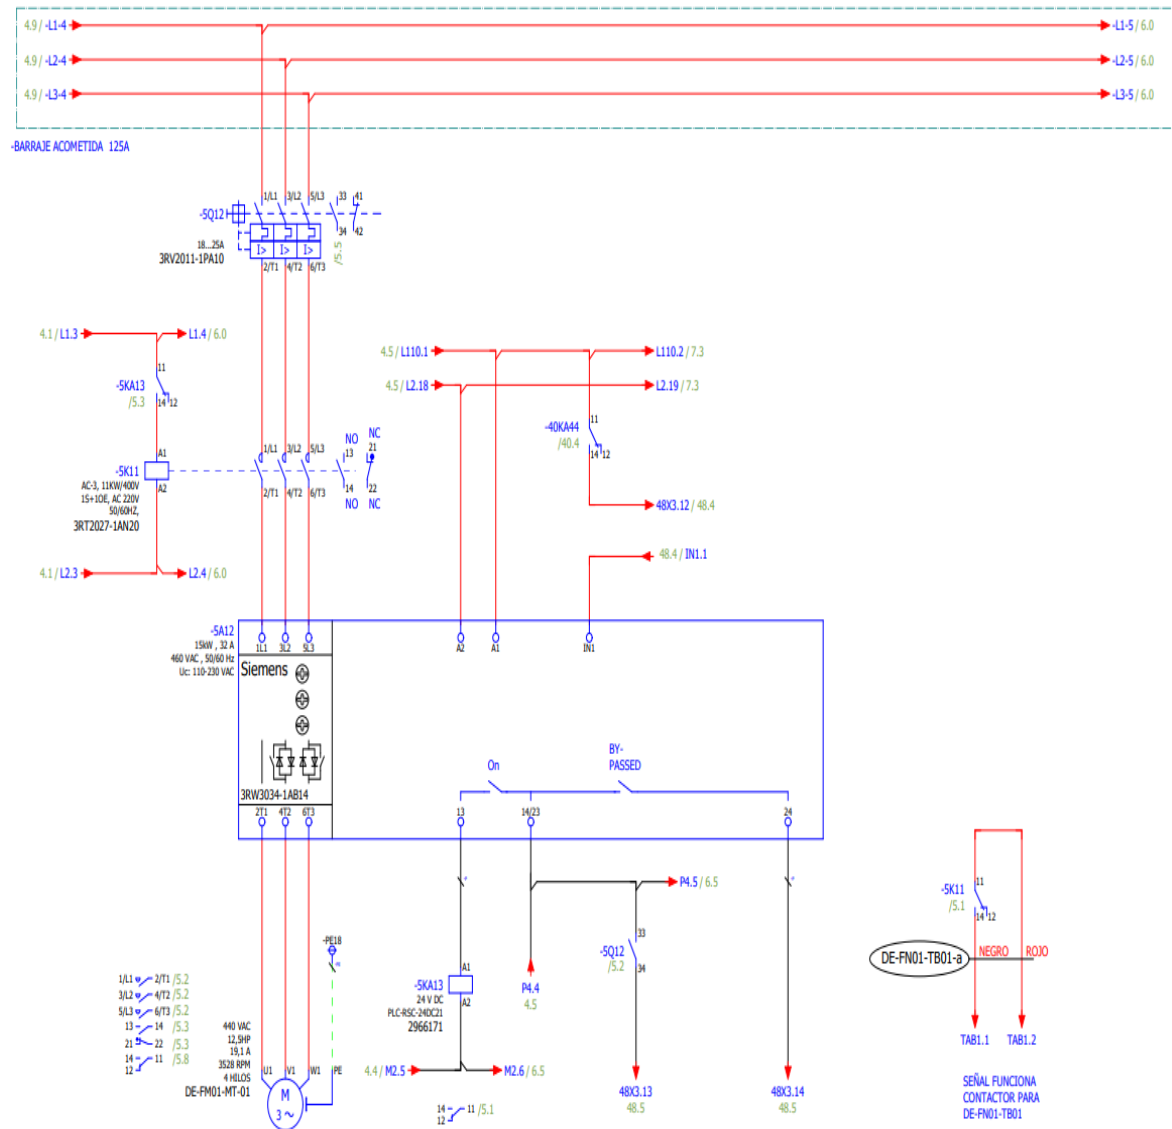 4.9 / -L1-4
-L1-5 / 6.0
4.9 / -L2-4
-L2-5 / 6.0
4.9 / -L3-4
-L3-5 / 6.0
-BARRAJE ACOMETIDA 125A
1/L1 3/L2 5/L3 33 41
-5Q12
I> I> I>
34 42
18...25A
3RV2011-1PA10
2/T1 4/T2 6/T3
/5.5
4.1 / L1.3
L1.4 / 6.0
4.5 / L110.1
L110.2 / 7.3
4.5 / L2.18
L2.19 / 7.3
11
-5KA13
/5.3
14 12
11
-40KA44
/40.4
14 12
A1
-5K11
A2
AC-3, 11KW/400V
1S+1OE, AC 220V
50/60HZ,
3RT2027-1AN20
1/L1 3/L2 5/L3
NO NC
13 21
2/T1 4/T2 6/T3
14 22
NO NC
48X3.12 / 48.4
48.4 / IN1.1
4.1 / L2.3
L2.4 / 6.0
-5A12
15kW , 32 A
460 VAC , 50/60 Hz
Uc: 110-230 VAC
1L1 3L2 5L3
A2 A1 IN1
Siemens
3RW3034-1AB14
2T1 4T2 6T3
On
BY-
PASSED
13 14/23 24
P4.5 / 6.5
-5Q12
/5.2
33
34
-PE18
A1
-5KA13
A2
24 V DC
PLC-RSC-24DC21
2966171
P4.4
4.5
11
-5K11
/5.1
14 12
DE-FN01-TB01-a
NEGRO ROJO
TAB1.1 TAB1.2
SEÑAL FUNCIONA
CONTACTOR PARA
DE-FN01-TB01
1/L1 2/T1 /5.2
3/L2 4/T2 /5.2
5/L3 6/T3 /5.2
13 14 /5.3
21 22 /5.3
14 11 /5.8
12
440 VAC
12,5HP
19,1 A
3528 RPM
4 HILOS
DE-FM01-MT-01
U1 V1 W1 PE
M
3 ~
4.4 / M2.5
M2.6 / 6.5
14 11 /5.1
12
48X3.13
48.5
48X3.14
48.5